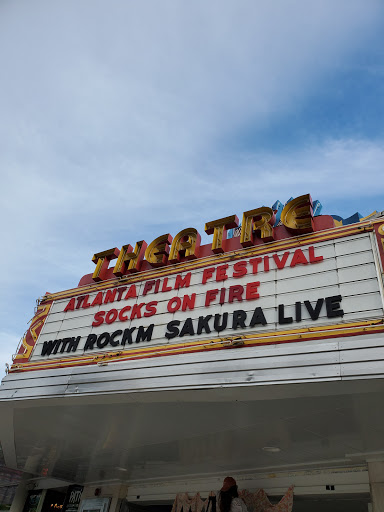 THEATRE
ATLANTA FILM FESTIVAL
SOCKS ON FIRE
WITH ROCKM SAKURA LIVE